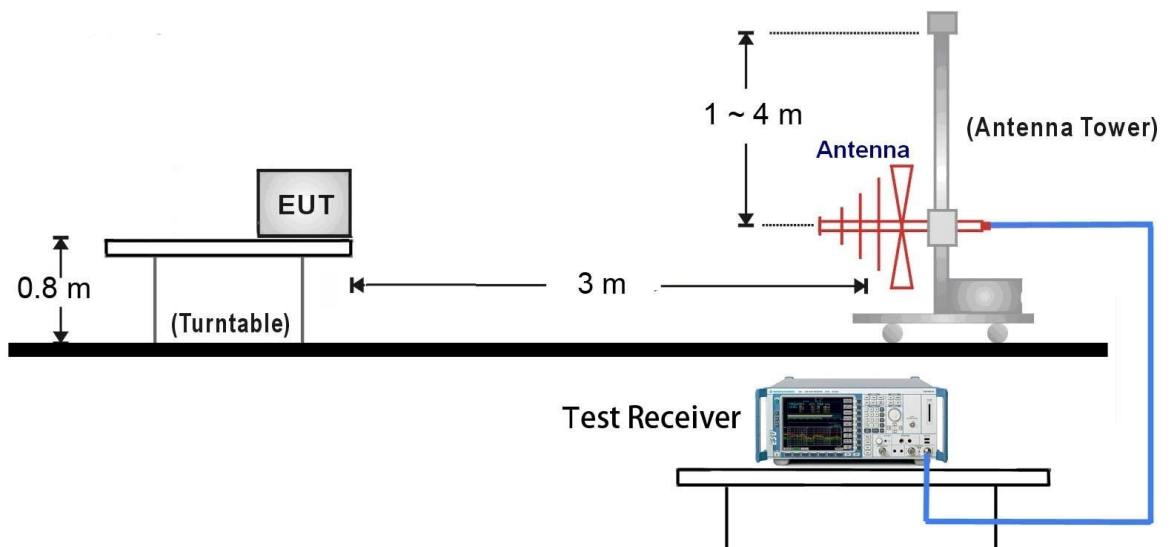 1 ~ 4 m
(Antenna Tower)
Antenna
EUT
0.8 m
3 m
(Turntable)
Test Receiver